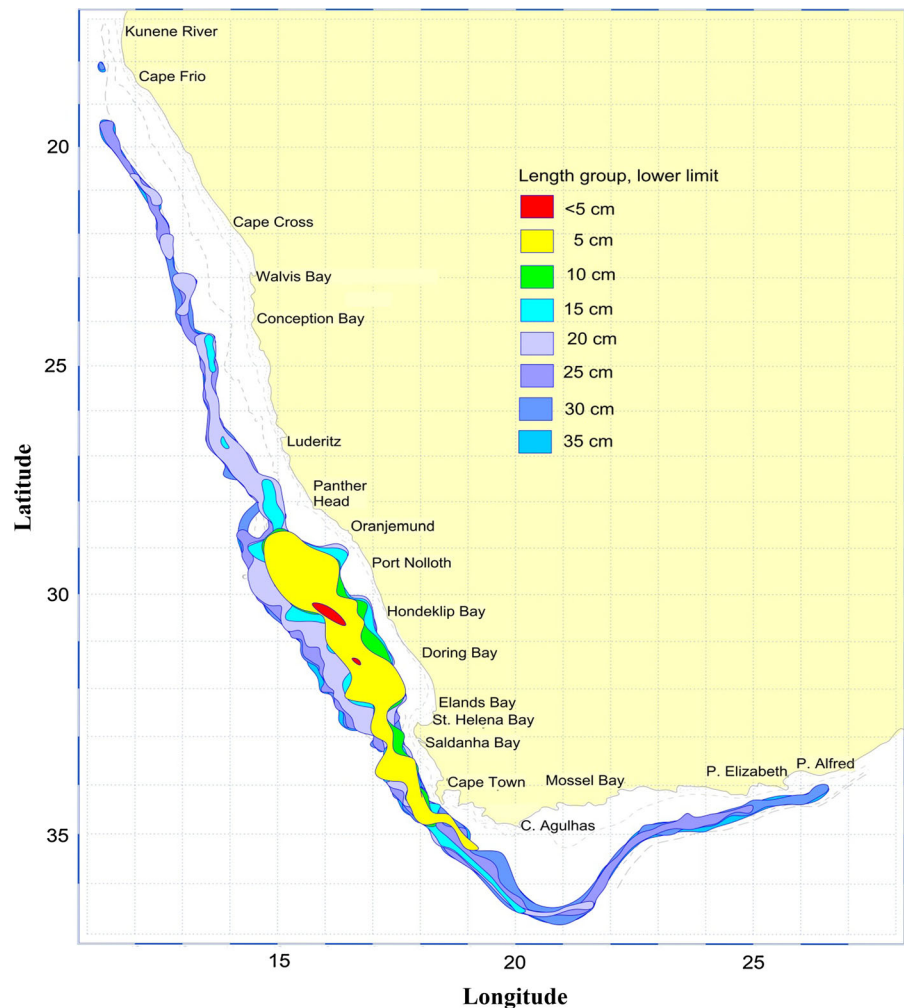 Kunene River
Cape Frio
20
Length group, lower limit
<5 cm
5 cm
10 cm
15 cm
20 cm
25 cm
30 cm
35 cm
Cape Cross
Walvis Bay
Conception Bay
25
Luderitz
Panther
Head
Oranjemund
Port Nolloth
30
Hondeklip Bay
Doring Bay
Elands Bay
St. Helena Bay
Saldanha Bay
Cape Town
Mossel Bay
P. Elizabeth
P. Alfred
C. Agulhas
35
Latitude
15
20
25
Longitude